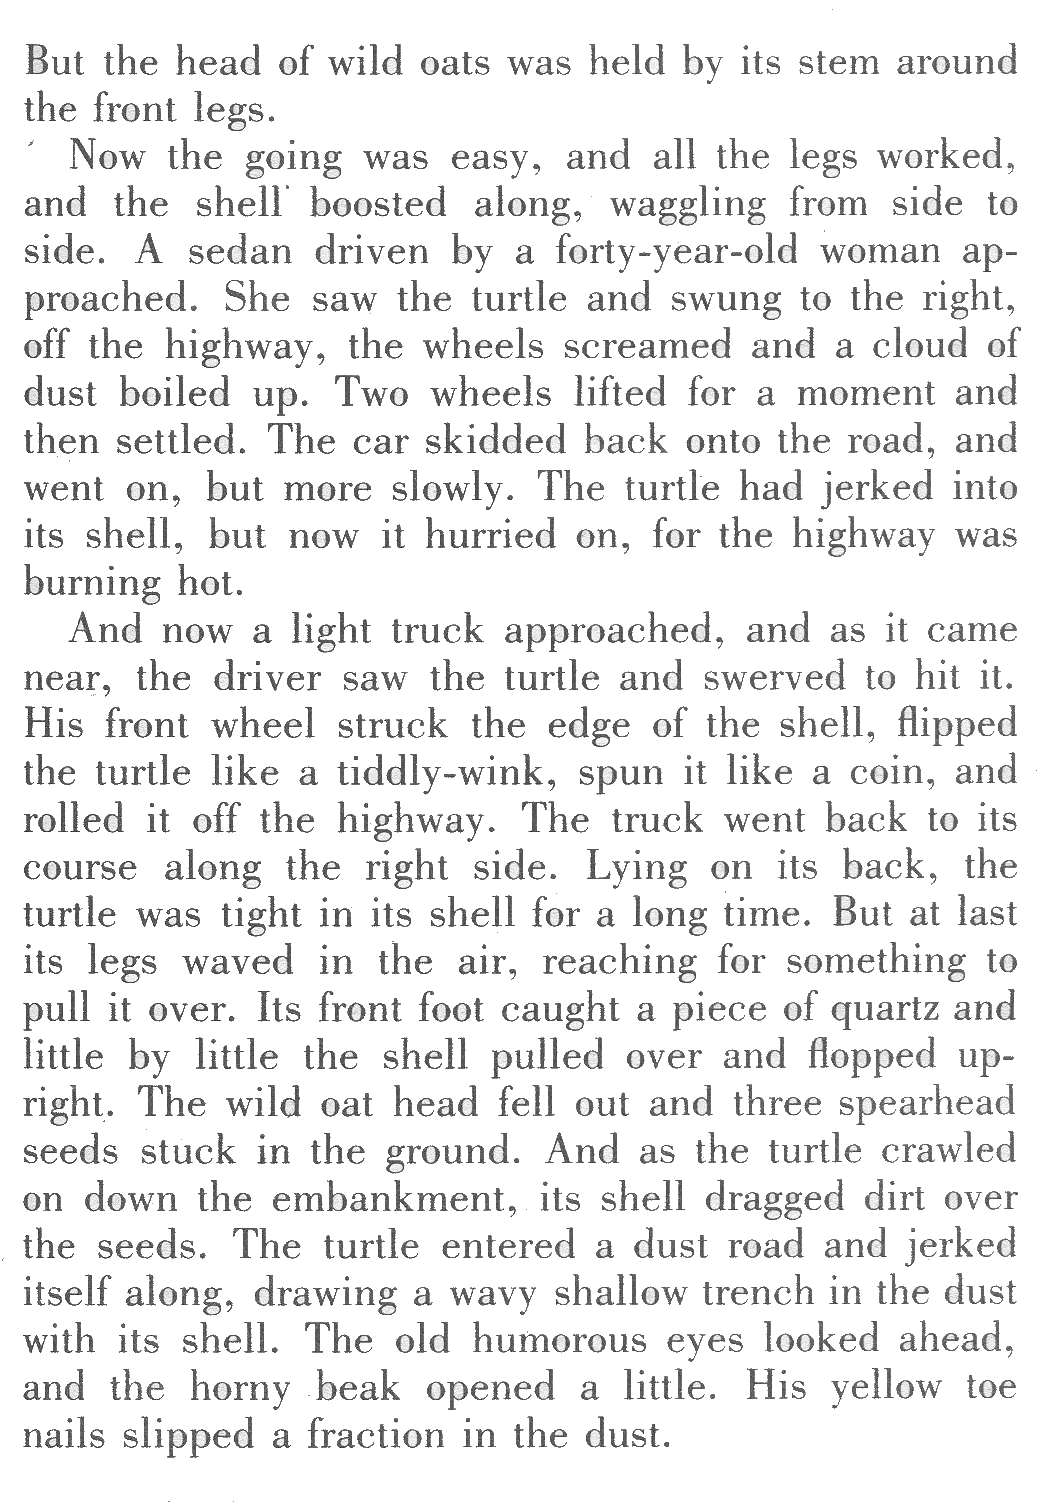 But the head of wild oats was held by its stem around
the front legs.
Now the going was easy, and all the legs worked,
and the shell boosted along, waggling from side to
side. A sedan driven by a forty-year-old woman ap-
proached. She saw the turtle and swung to the right,
off the highway, the wheels screamed and a cloud of
dust boiled up. Two wheels lifted for a moment and
then settled. The car skidded back onto the road, and
went on, but more slowly. The turtle had jerked into
its shell, but now it hurried on, for the highway was
burning hot.
And now a light truck approached, and as it came
near, the driver saw the turtle and swerved to hit it.
His front wheel struck the edge of the shell, flipped
the turtle like a tiddly-wink, spun it like a coin, and
rolled it off the highway. The truck went back to its
course along the right side. Lying on its back, the
turtle was tight in its shell for a long time. But at last
its legs waved in the air, reaching for something to
pull it over. Its front foot caught a piece of quartz and
little by little the shell pulled over and flopped up-
right. The wild oat head fell out and three spearhead
seeds stuck in the ground. And as the turtle crawled
on down the embankment, its shell dragged dirt over
the seeds. The turtle entered a dust road and jerked
itself along, drawing a wavy shallow trench in the dust
with its shell. The old humorous eyes looked ahead,
and the horny beak opened a little. His yellow toe
nails slipped a fraction in the dust.